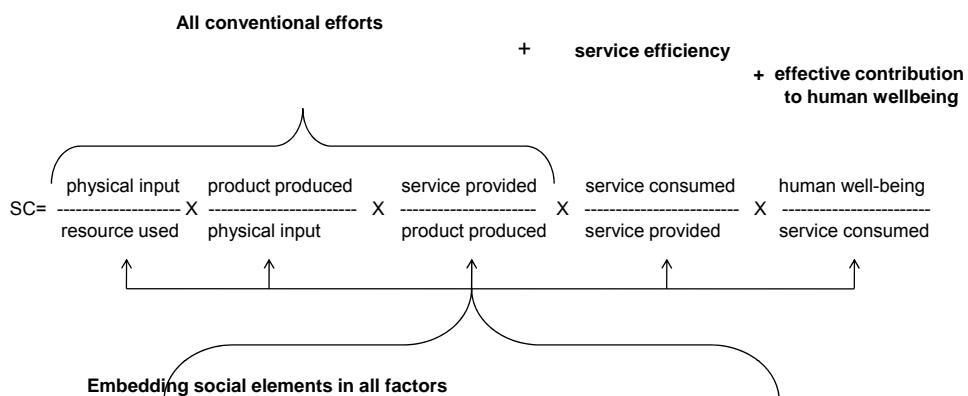 All conventional efforts
+ service efficiency
+ effective contribution
to human wellbeing
physical input product produced service provided service consumed human well-being
SC= -------------------- X ------------------------ X ---------------------- X ------------------------- X ------------------------
resource used physical input product produced service provided service consumed
Embedding social elements in all factors